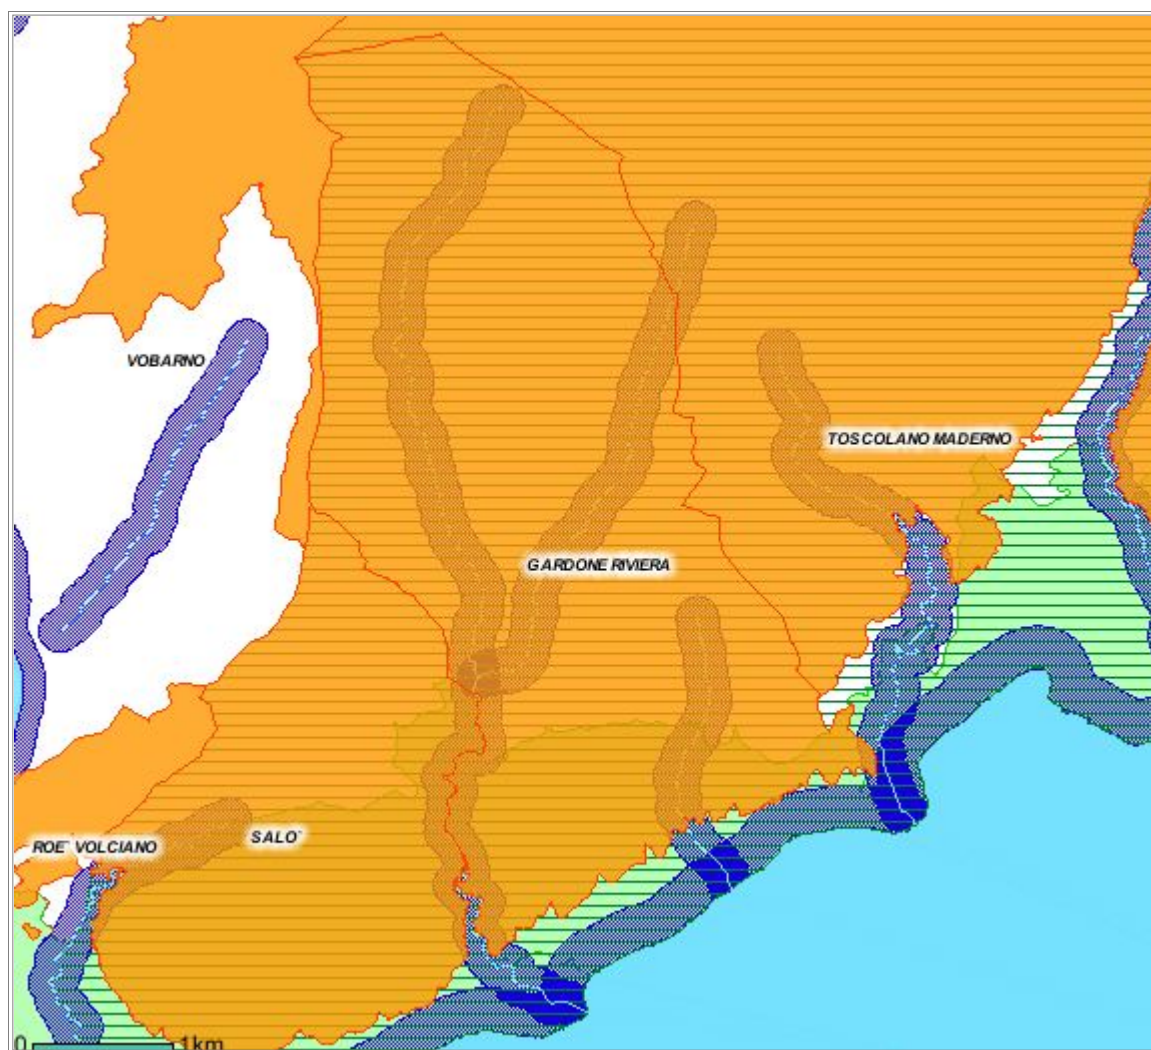 VOBARNO
TOSCOLANO MADERNO
GARDONE RIVIERA
SALO`
ROE` VOLCIANO
0 1km